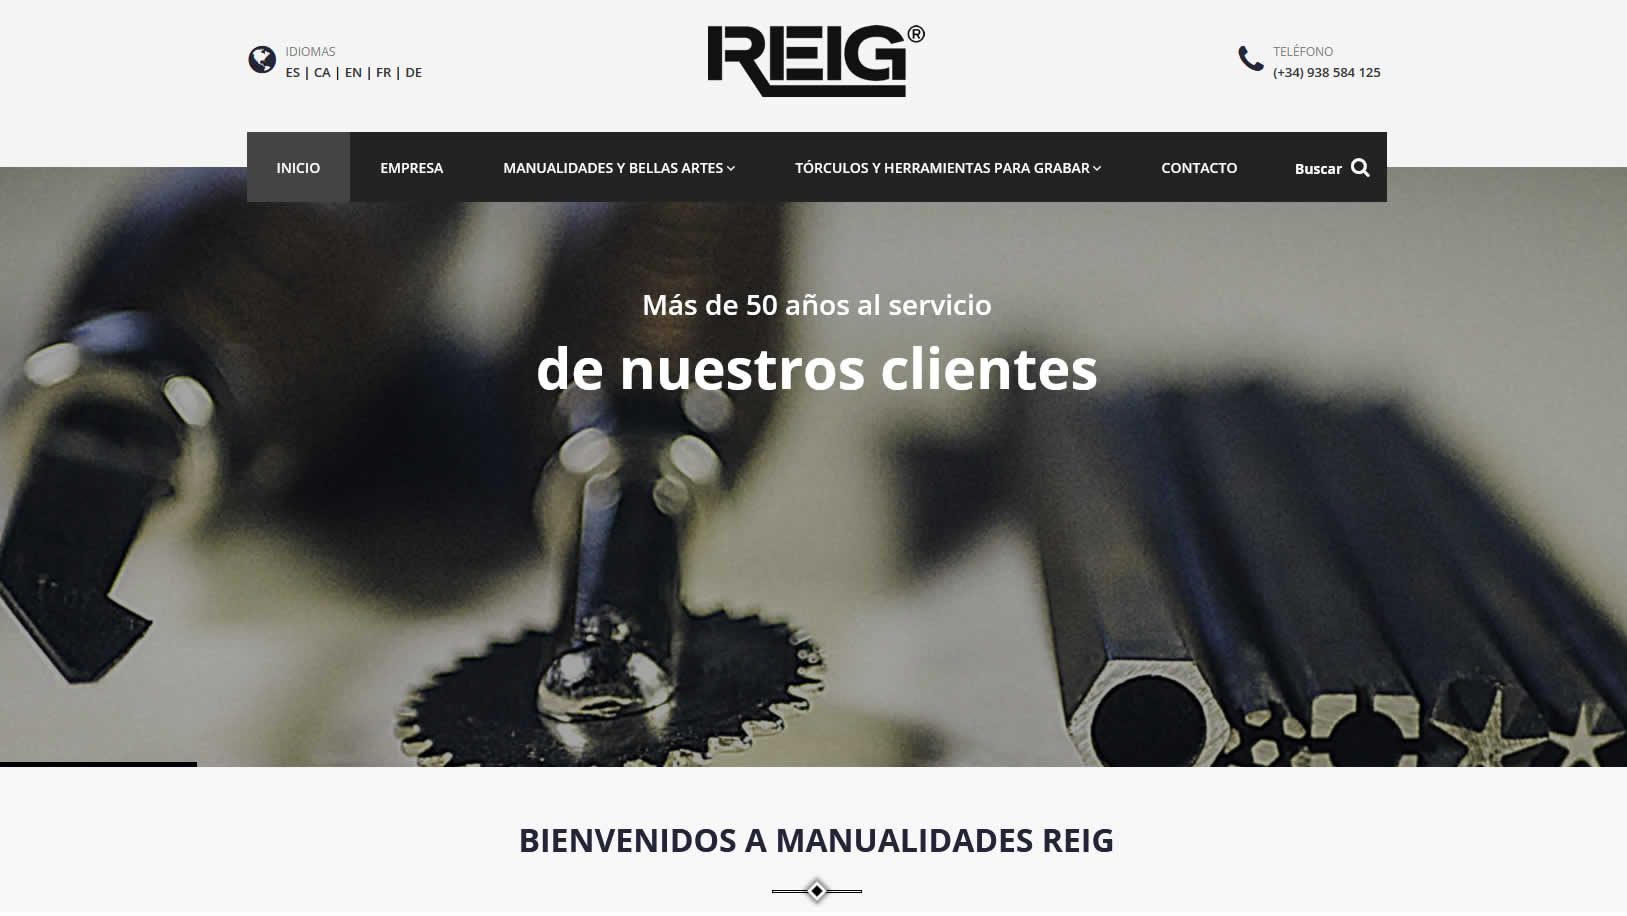 IDIOMAS
ES | CA | EN | FR | DE
REIG®
TELÉFONO
(+34) 938 584 125
INICIO
EMPRESA
MANUALIDADES Y BELLAS ARTES
TÓRCULOS Y HERRAMIENTAS PARA GRABAR
CONTACTO
Buscar
Más de 50 años al servicio
de nuestros clientes
BIENVENIDOS A MANUALIDADES REIG